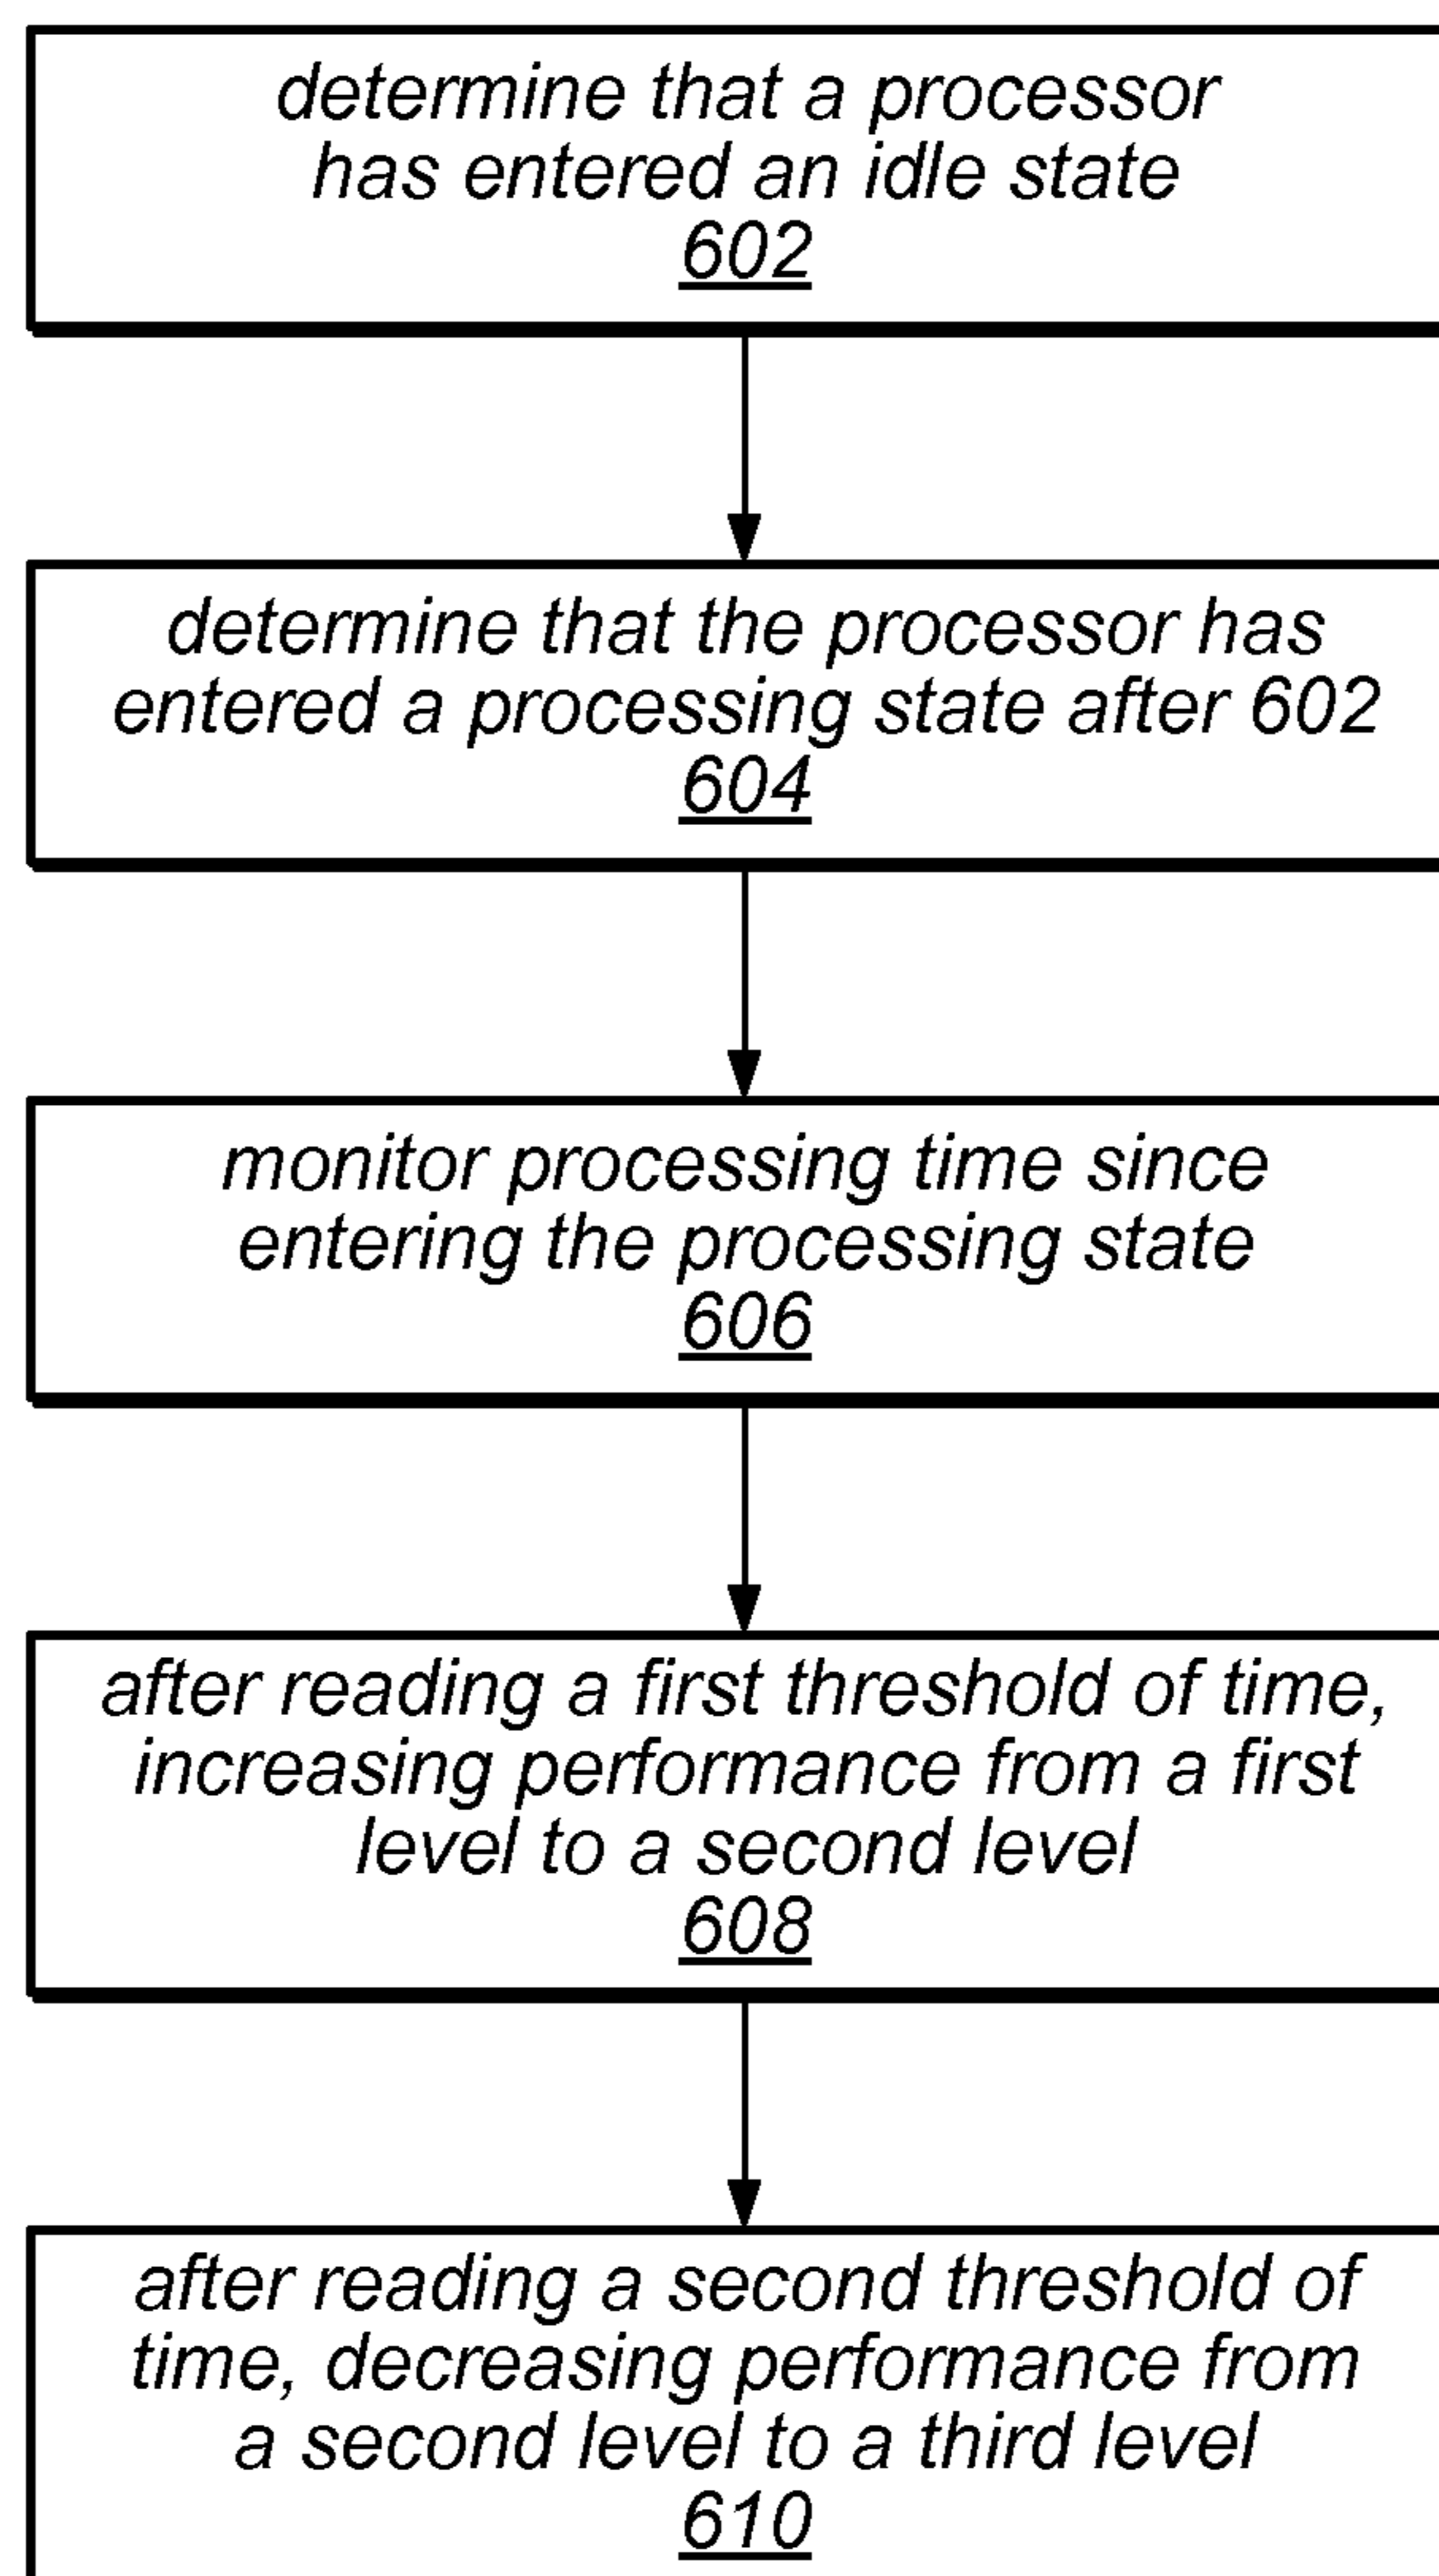 determine that a processor
has entered an idle state
602
determine that the processor has
entered a processing state after 602
604
monitor processing time since
entering the processing state
606
after reading a first threshold of time,
increasing performance from a first
level to a second level
608
after reading a second threshold of
time, decreasing performance from
a second level to a third level
610